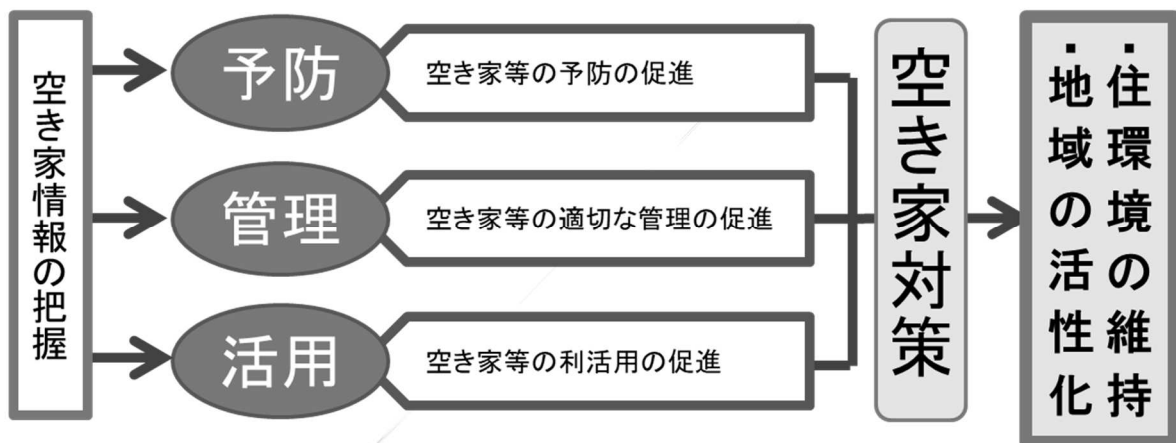 空き家情報の把握
予防
空き家等の予防の促進
管理
空き家等の適切な管理の促進
活用
空き家等の利活用の促進
空き家対策
・住環境の維持
・地域の活性化